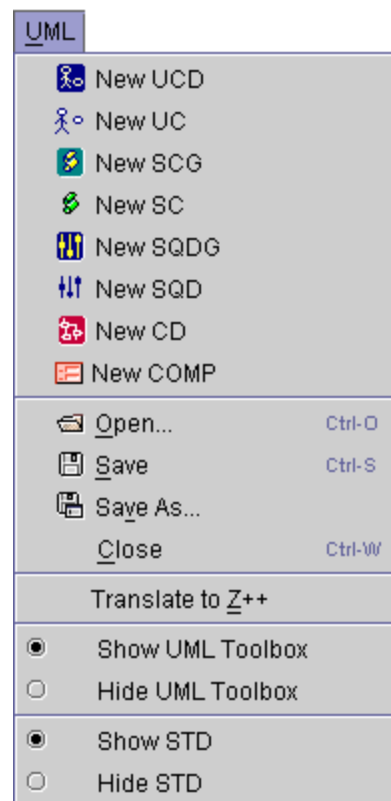 UML
New UCD
New UC
New SCG
New SC
New SQDG
New SQD
New CD
New COMP
Open... Ctrl-O
Save Ctrl-S
Save As...
Close Ctrl-W
Translate to Z++
Show UML Toolbox
Hide UML Toolbox
Show STD
Hide STD